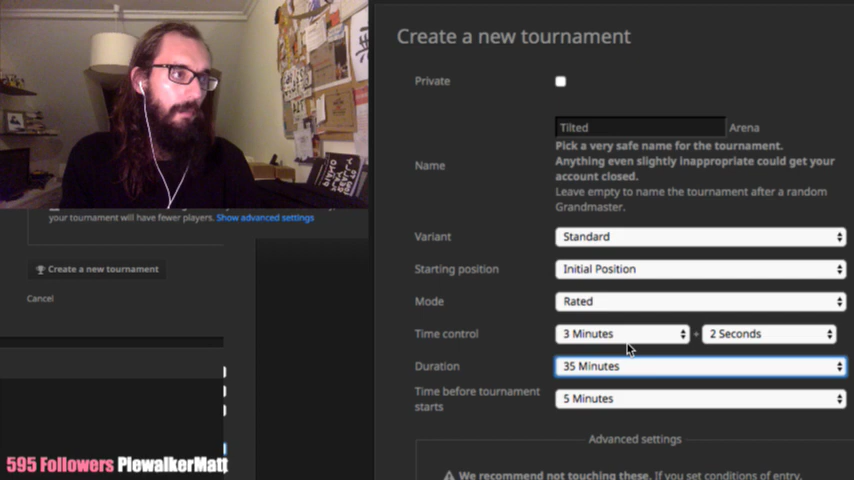 Create a new tournament
Private
Tilted Arena
Pick a very safe name for the tournament.
Anything even slightly inappropriate could get your
account closed.
Leave empty to name the tournament after a random
Grandmaster.
Name
Variant Standard
Starting position Initial Position
Mode Rated
Time control 3 Minutes + 2 Seconds
Duration 35 Minutes
Time before tournament
starts
5 Minutes
Advanced settings
We recommend not touching these. If you set conditions of entry,
your tournament will have fewer players. Show advanced settings
Create a new tournament
Cancel
595 Followers PiewalkerMatt